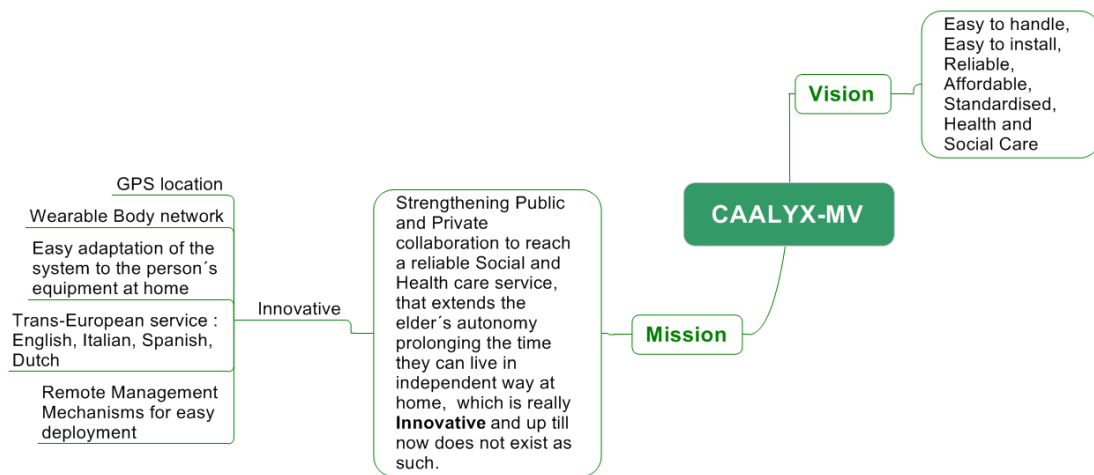 Easy to handle,
Easy to install,
Reliable,
Affordable,
Standardised,
Health and
Social Care
Vision
CAALYX-MV
Mission
Strengthening Public
and Private
collaboration to reach
a reliable Social and
Health care service,
that extends the
elder´s autonomy
prolonging the time
they can live in
independent way at
home,  which is really
Innovative and up till
now does not exist as
such.
Innovative
GPS location
Wearable Body network
Easy adaptation of the
system to the person´s
equipment at home
Trans-European service :
English, Italian, Spanish,
Dutch
Remote Management
Mechanisms for easy
deployment